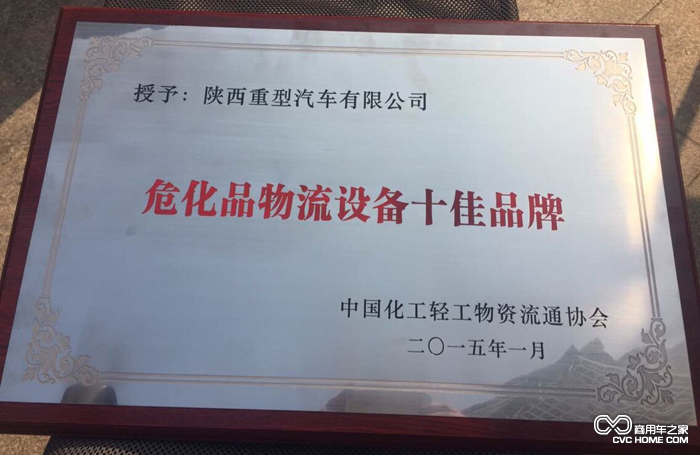 授予：陕西重型汽车有限公司
危化品物流设备十佳品牌
中国化工轻工物资流通协会
二〇一五年一月
商用车之家
CVC HOME.COM